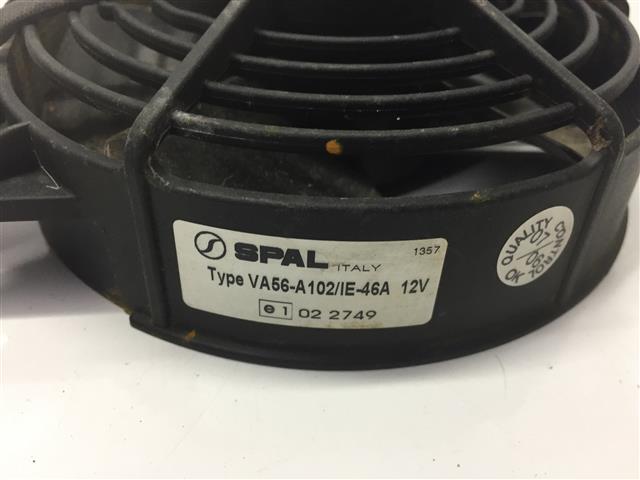 SPAL
ITALY
1357
Type VA56-A102/IE-46A 12V
e1 02 2749
QUALITY
CONTROL
OK